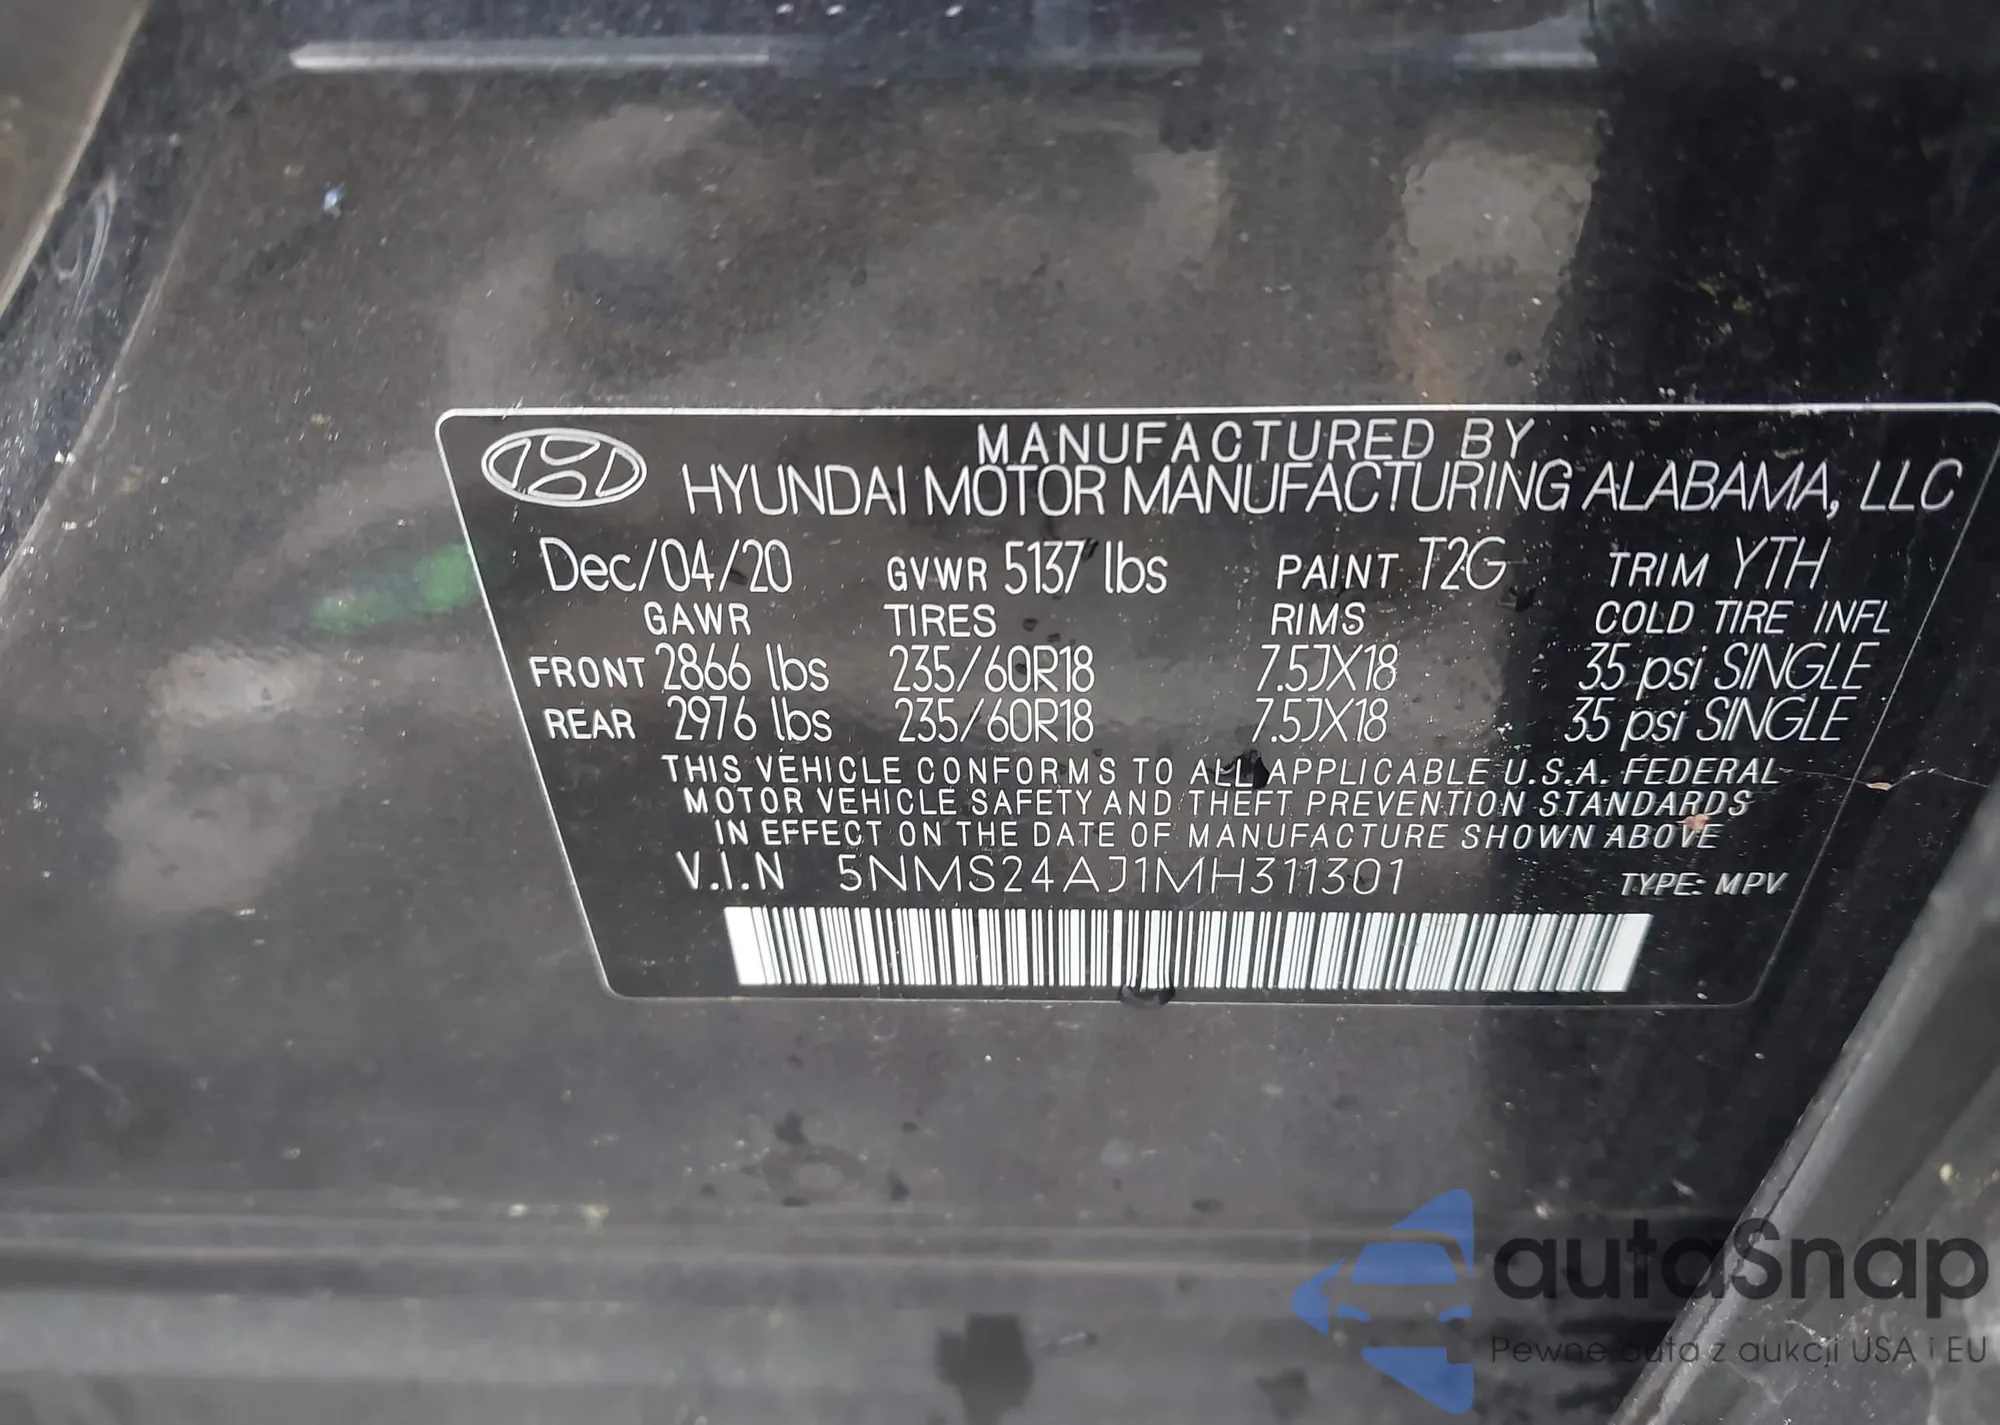 MANUFACTURED BY
HYUNDAI MOTOR MANUFACTURING ALABAMA, LLC
Dec/04/20 GVWR 5137 lbs PAINT T2G TRIM YTH
GAWR TIRES RIMS COLD TIRE INFL
FRONT 2866 lbs 235/60R18 7.5JX18 35 psi SINGLE
REAR 2976 lbs 235/60R18 7.5JX18 35 psi SINGLE
THIS VEHICLE CONFORMS TO ALL APPLICABLE U.S.A. FEDERAL
MOTOR VEHICLE SAFETY AND THEFT PREVENTION STANDARDS
IN EFFECT ON THE DATE OF MANUFACTURE SHOWN ABOVE
V.I.N 5NMS24AJ1MH311301 TYPE: MPV
autaSnap
Pewne auta z aukcji USA i EU